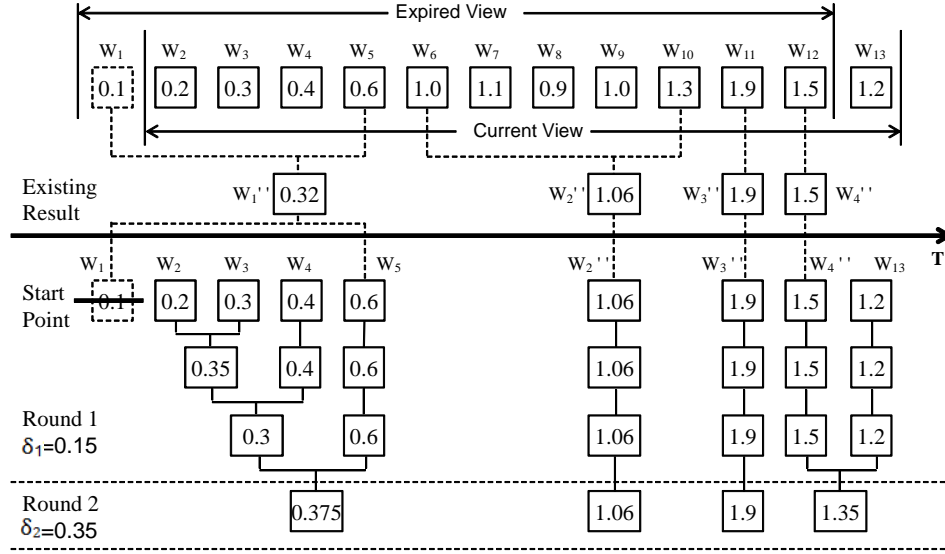 Expired View
W1 W2 W3 W4 W5 W6 W7 W8 W9 W10 W11 W12 W13
0.1 0.2 0.3 0.4 0.6 1.0 1.1 0.9 1.0 1.3 1.9 1.5 1.2
Current View
Existing Result
W1'' 0.32 W2'' 1.06 W3'' 1.9 1.5 W4''
T
W1 W2 W3 W4 W5 W2'' W3'' W4'' W13
Start Point
0.1 0.2 0.3 0.4 0.6 1.06 1.9 1.5 1.2
0.35 0.4 0.6 1.06 1.9 1.5 1.2
Round 1
δ1=0.15
0.3 0.6 1.06 1.9 1.5 1.2
Round 2
δ2=0.35
0.375 1.06 1.9 1.35